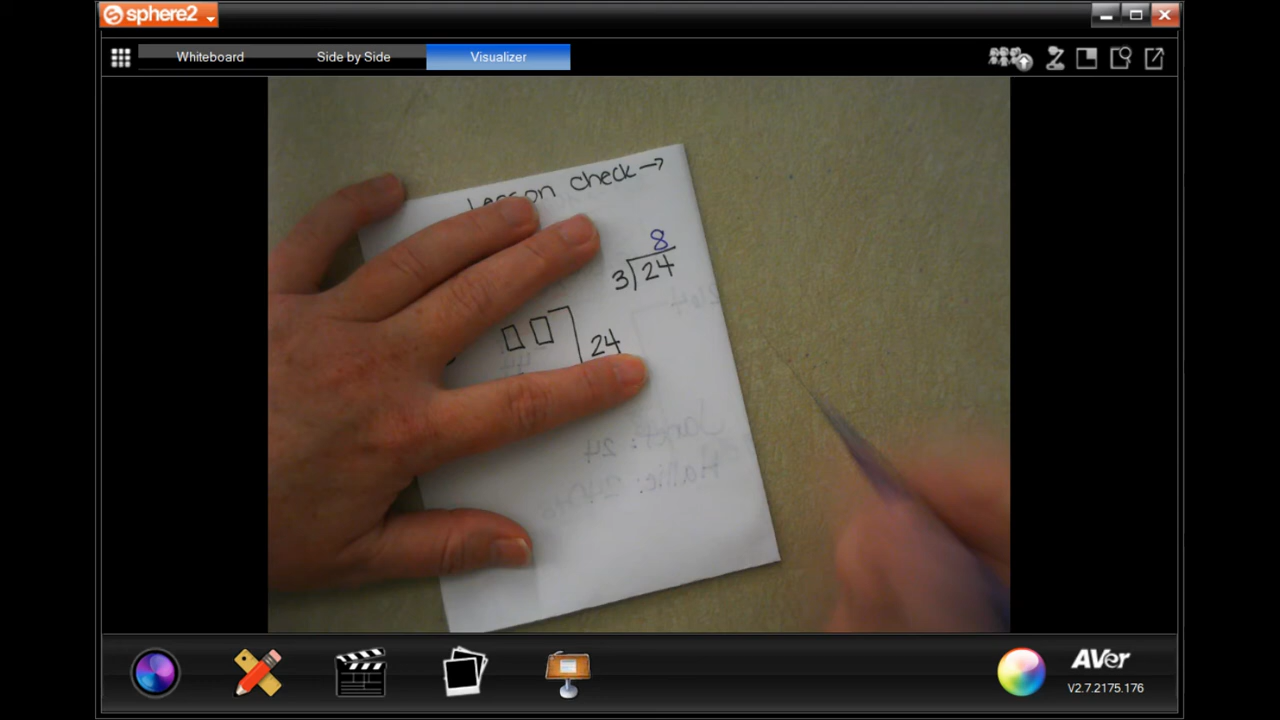 sphere2
Whiteboard
Side by Side
Visualizer
Lesson check →
8
3)24
24
AVer
V2.7.2175.176